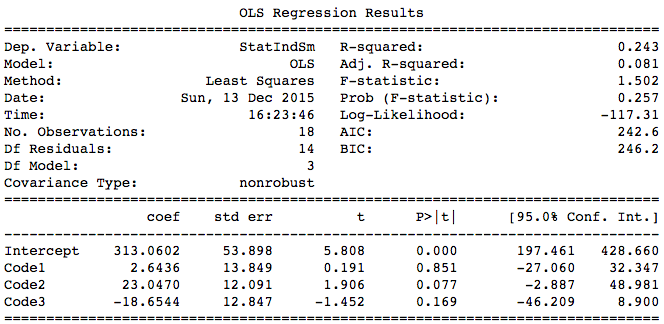 OLS Regression Results
Dep. Variable: StatIndSm R-squared: 0.243
Model: OLS Adj. R-squared: 0.081
Method: Least Squares F-statistic: 1.502
Date: Sun, 13 Dec 2015 Prob (F-statistic): 0.257
Time: 16:23:46 Log-Likelihood: -117.31
No. Observations: 18 AIC: 242.6
Df Residuals: 14 BIC: 246.2
Df Model: 3
Covariance Type: nonrobust
coef std err t P>|t| [95.0% Conf. Int.]
Intercept 313.0602 53.898 5.808 0.000 197.461 428.660
Code1 2.6436 13.849 0.191 0.851 -27.060 32.347
Code2 23.0470 12.091 1.906 0.077 -2.887 48.981
Code3 -18.6544 12.847 -1.452 0.169 -46.209 8.900